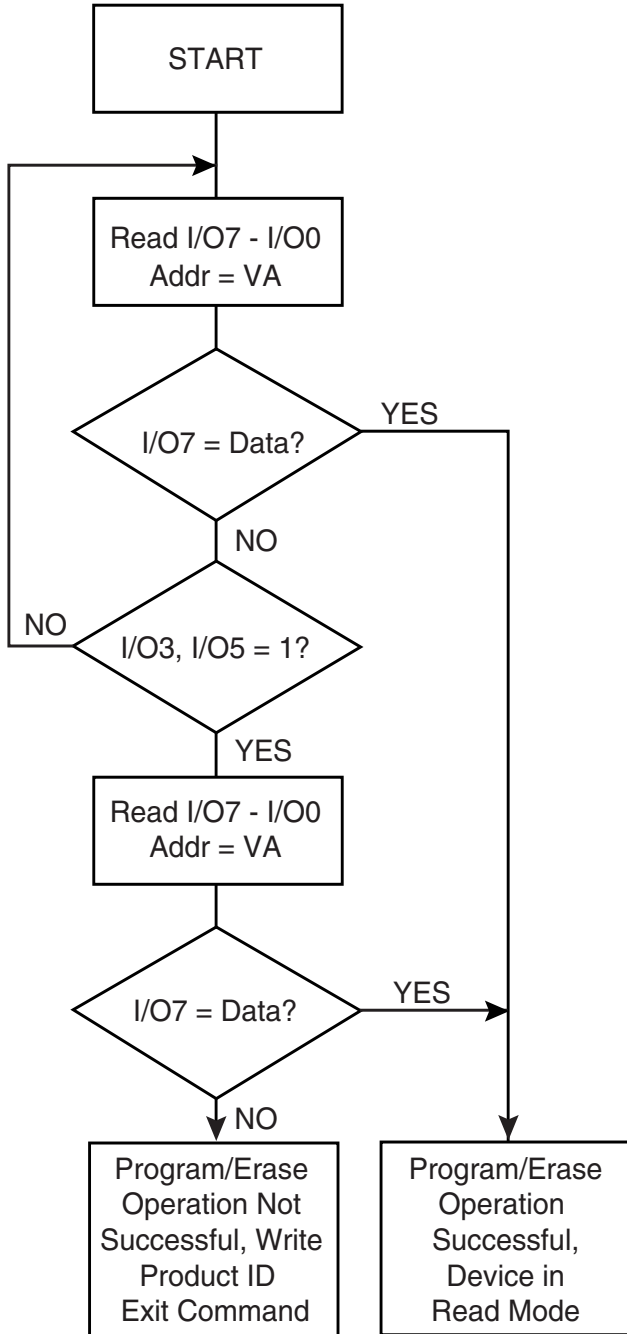 START
Read I/O7 - I/O0
Addr = VA
I/O7 = Data?
YES
NO
I/O3, I/O5 = 1?
NO
YES
Read I/O7 - I/O0
Addr = VA
I/O7 = Data?
YES
NO
Program/Erase
Operation Not
Successful, Write
Product ID
Exit Command
Program/Erase
Operation
Successful,
Device in
Read Mode